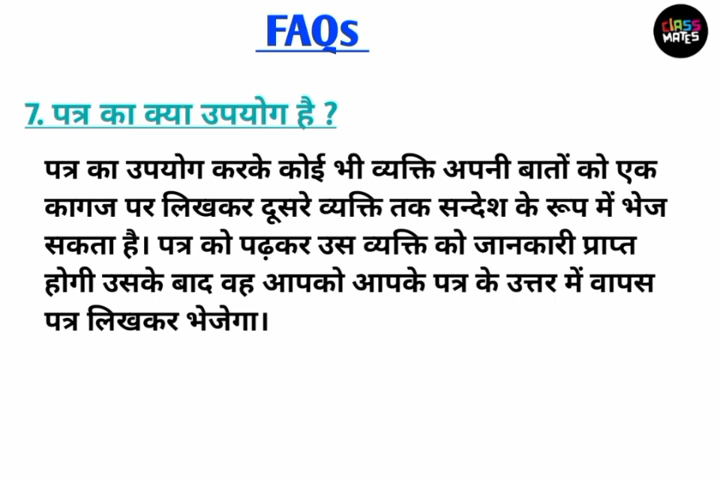 FAQs
CLASS
MATES
7. पत्र का क्या उपयोग है ?
पत्र का उपयोग करके कोई भी व्यक्ति अपनी बातों को एक
कागज पर लिखकर दूसरे व्यक्ति तक सन्देश के रूप में भेज
सकता है। पत्र को पढ़कर उस व्यक्ति को जानकारी प्राप्त
होगी उसके बाद वह आपको आपके पत्र के उत्तर में वापस
पत्र लिखकर भेजेगा।